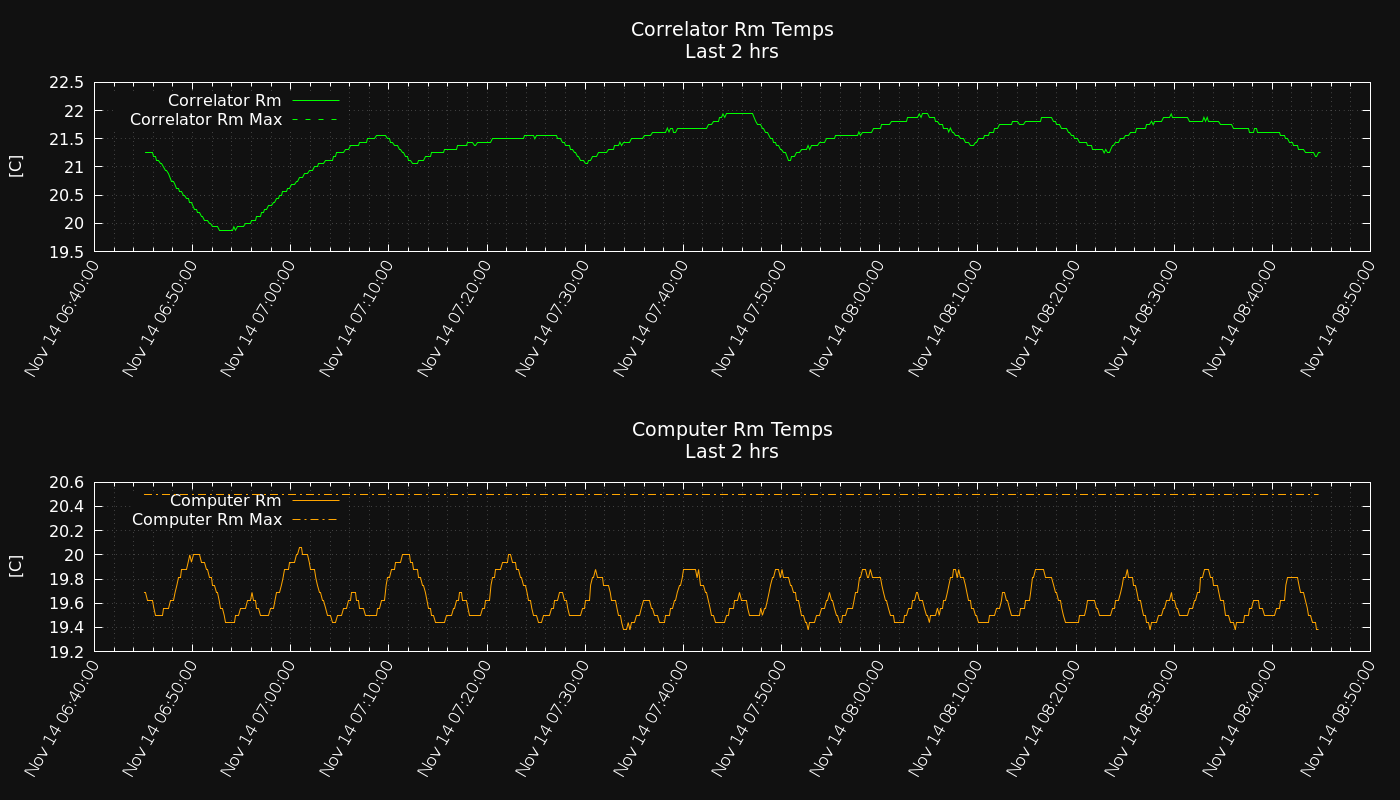 Correlator Rm Temps
Last 2 hrs
22.5
22
21.5
21
20.5
20
19.5
[C]
Correlator Rm
Correlator Rm Max
Nov 14 06:40:00
Nov 14 06:50:00
Nov 14 07:00:00
Nov 14 07:10:00
Nov 14 07:20:00
Nov 14 07:30:00
Nov 14 07:40:00
Nov 14 07:50:00
Nov 14 08:00:00
Nov 14 08:10:00
Nov 14 08:20:00
Nov 14 08:30:00
Nov 14 08:40:00
Nov 14 08:50:00
Computer Rm Temps
Last 2 hrs
20.6
20.4
20.2
20
19.8
19.6
19.4
19.2
[C]
Computer Rm
Computer Rm Max
Nov 14 06:40:00
Nov 14 06:50:00
Nov 14 07:00:00
Nov 14 07:10:00
Nov 14 07:20:00
Nov 14 07:30:00
Nov 14 07:40:00
Nov 14 07:50:00
Nov 14 08:00:00
Nov 14 08:10:00
Nov 14 08:20:00
Nov 14 08:30:00
Nov 14 08:40:00
Nov 14 08:50:00